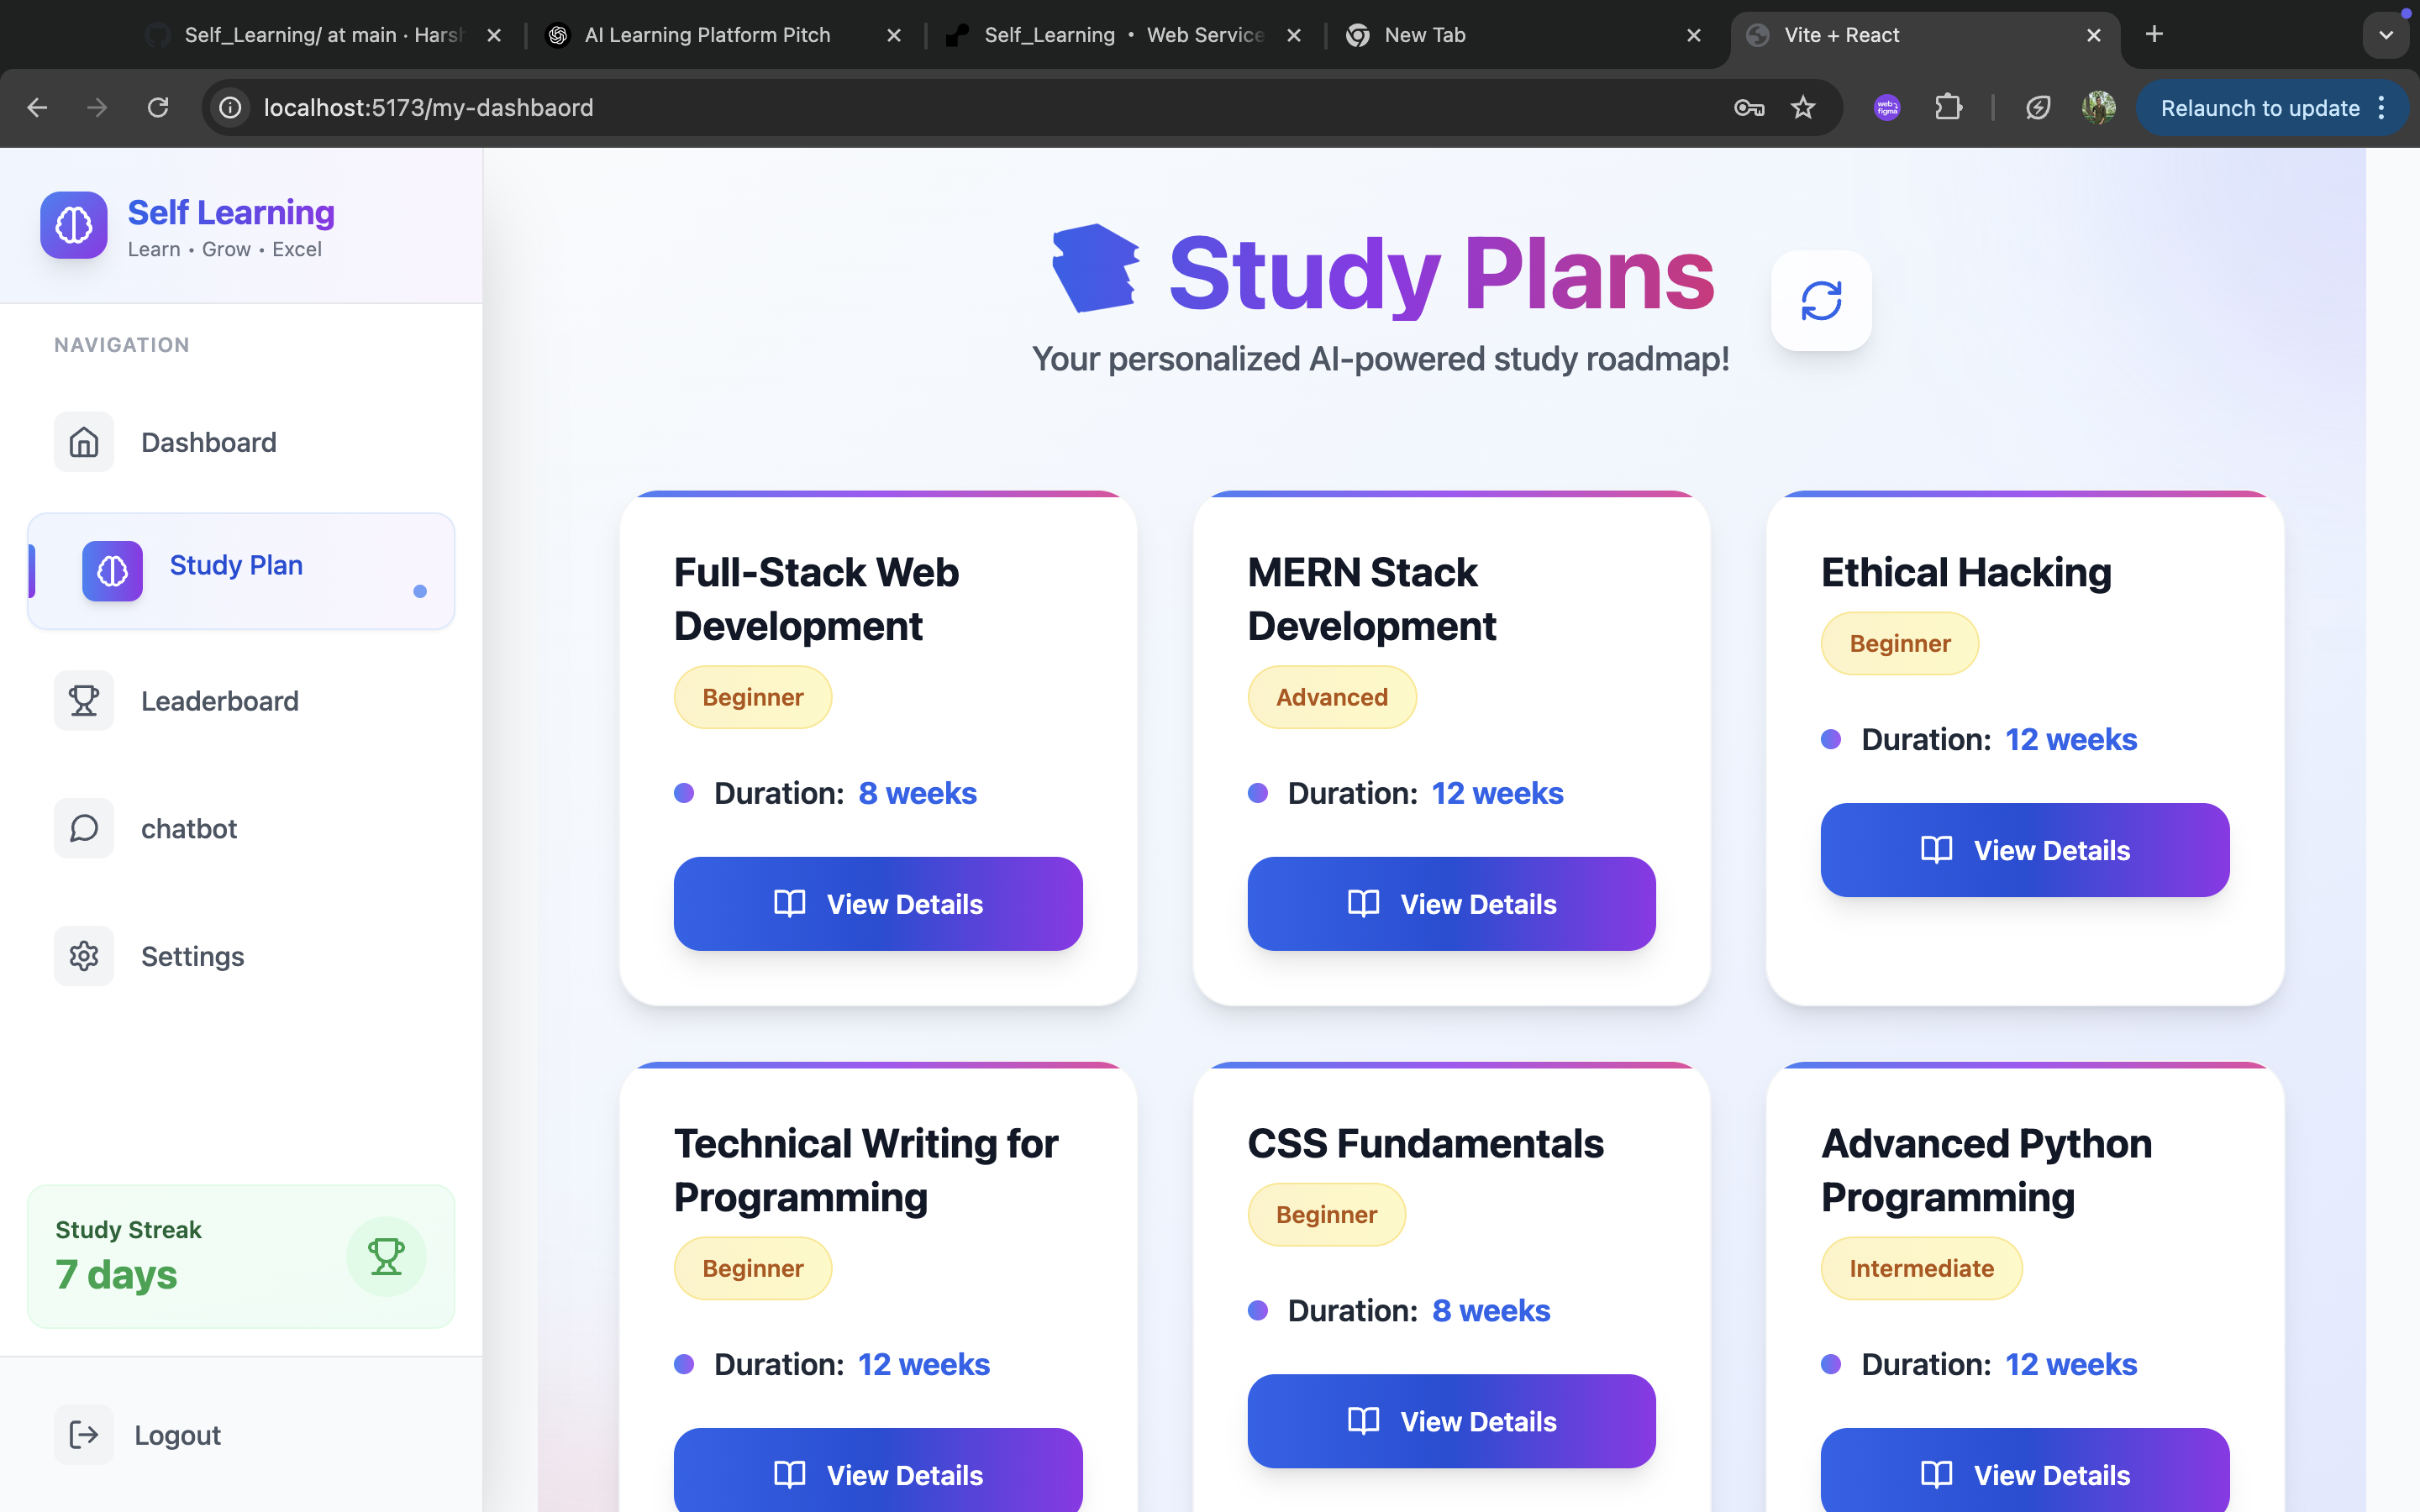 Self_Learning/ at main · Harsh
AI Learning Platform Pitch
Self_Learning • Web Service
New Tab
Vite + React
localhost:5173/my-dashbaord
Relaunch to update
Self Learning
Learn • Grow • Excel
NAVIGATION
Dashboard
Study Plan
Leaderboard
chatbot
Settings
Study Streak
7 days
Logout
Study Plans
Your personalized AI-powered study roadmap!
Full-Stack Web
Development
Beginner
Duration: 8 weeks
View Details
MERN Stack
Development
Advanced
Duration: 12 weeks
View Details
Ethical Hacking
Beginner
Duration: 12 weeks
View Details
Technical Writing for
Programming
Beginner
Duration: 12 weeks
View Details
CSS Fundamentals
Beginner
Duration: 8 weeks
View Details
Advanced Python
Programming
Intermediate
Duration: 12 weeks
View Details